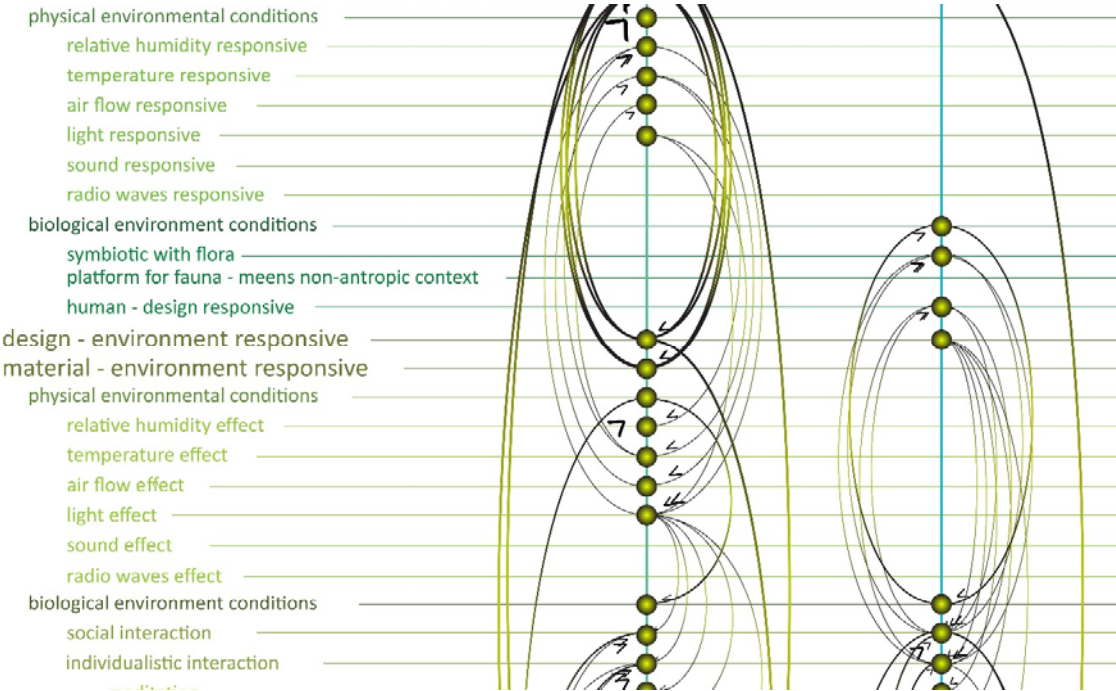 physical environmental conditions
relative humidity responsive
temperature responsive
air flow responsive
light responsive
sound responsive
radio waves responsive
biological environment conditions
symbiotic with flora
platform for fauna - meens non-antropic context
human - design responsive
design - environment responsive
material - environment responsive
physical environmental conditions
relative humidity effect
temperature effect
air flow effect
light effect
sound effect
radio waves effect
biological environment conditions
social interaction
individualistic interaction